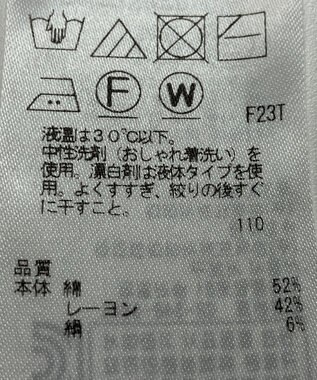 F W
F23T
液温は30℃以下。
中性洗剤(おしゃれ着洗い)を
使用。漂白剤は液体タイプを使
用。よくすすぎ、絞りの後すぐ
に干すこと。
110
品質
本体 綿 52%
レーヨン 42%
絹 6%